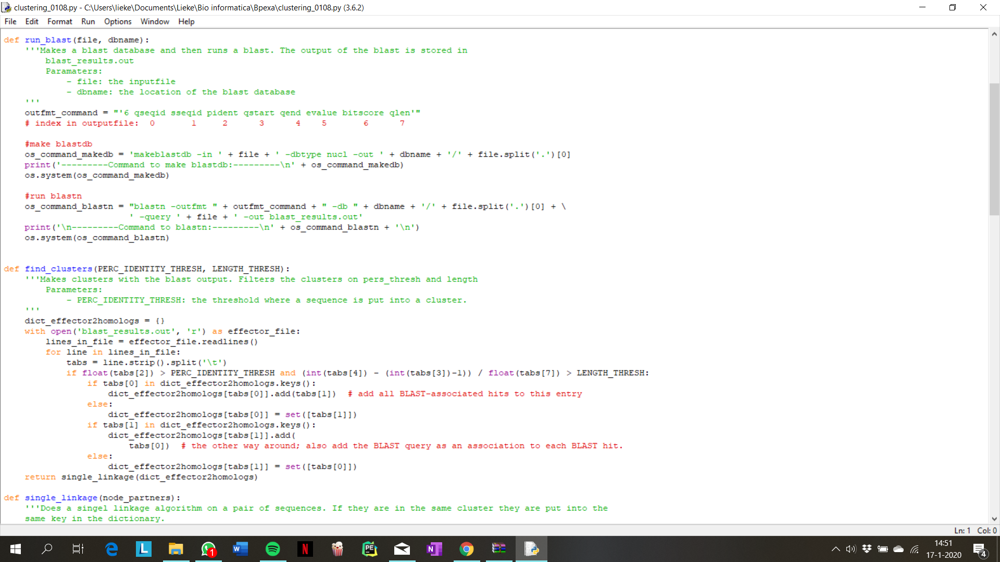 clustering_0108.py - C:\Users\lieke\Documents\Lieke\Bio informatica\Bpexa\clustering_0108.py (3.6.2)
File Edit Format Run Options Window Help
def run_blast(file, dbname):
    '''Makes a blast database and then runs a blast. The output of the blast is stored in
        blast_results.out
        Paramaters:
            - file: the inputfile
            - dbname: the location of the blast database
    '''
    outfmt_command = "'6 qseqid sseqid pident qstart qend evalue bitscore qlen'"
    # index in outputfile:  0       1     2      3      4    5       6      7
    #make blastdb
    os_command_makedb = 'makeblastdb -in ' + file + ' -dbtype nucl -out ' + dbname + '/' + file.split('.')[0]
    print('---------Command to make blastdb:---------\n' + os_command_makedb)
    os.system(os_command_makedb)
    #run blastn
    os_command_blastn = "blastn -outfmt " + outfmt_command + " -db " + dbname + '/' + file.split('.')[0] + \
                        ' -query ' + file + ' -out blast_results.out'
    print('\n---------Command to blastn:---------\n' + os_command_blastn + '\n')
    os.system(os_command_blastn)
def find_clusters(PERC_IDENTITY_THRESH, LENGTH_THRESH):
    '''Makes clusters with the blast output. Filters the clusters on pers_thresh and length
        Parameters:
            - PERC_IDENTITY_THRESH: the threshold where a sequence is put into a cluster.
    '''
    dict_effector2homologs = {}
    with open('blast_results.out', 'r') as effector_file:
        lines_in_file = effector_file.readlines()
        for line in lines_in_file:
            tabs = line.strip().split('\t')
            if float(tabs[2]) > PERC_IDENTITY_THRESH and (int(tabs[4]) - (int(tabs[3])-1)) / float(tabs[7]) > LENGTH_THRESH:
                if tabs[0] in dict_effector2homologs.keys():
                    dict_effector2homologs[tabs[0]].add(tabs[1])  # add all BLAST-associated hits to this entry
                else:
                    dict_effector2homologs[tabs[0]] = set([tabs[1]])
                if tabs[1] in dict_effector2homologs.keys():
                    dict_effector2homologs[tabs[1]].add(
                        tabs[0])  # the other way around; also add the BLAST query as an association to each BLAST hit.
                else:
                    dict_effector2homologs[tabs[1]] = set([tabs[0]])
    return single_linkage(dict_effector2homologs)
def single_linkage(node_partners):
    '''Does a singel linkage algorithm on a pair of sequences. If they are in the same cluster they are put into the
    same key in the dictionary.
Ln: 1 Col: 0
14:51
17-1-2020